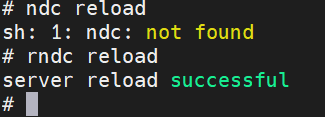 # ndc reload
sh: 1: ndc: not found
# rndc reload
server reload successful
#